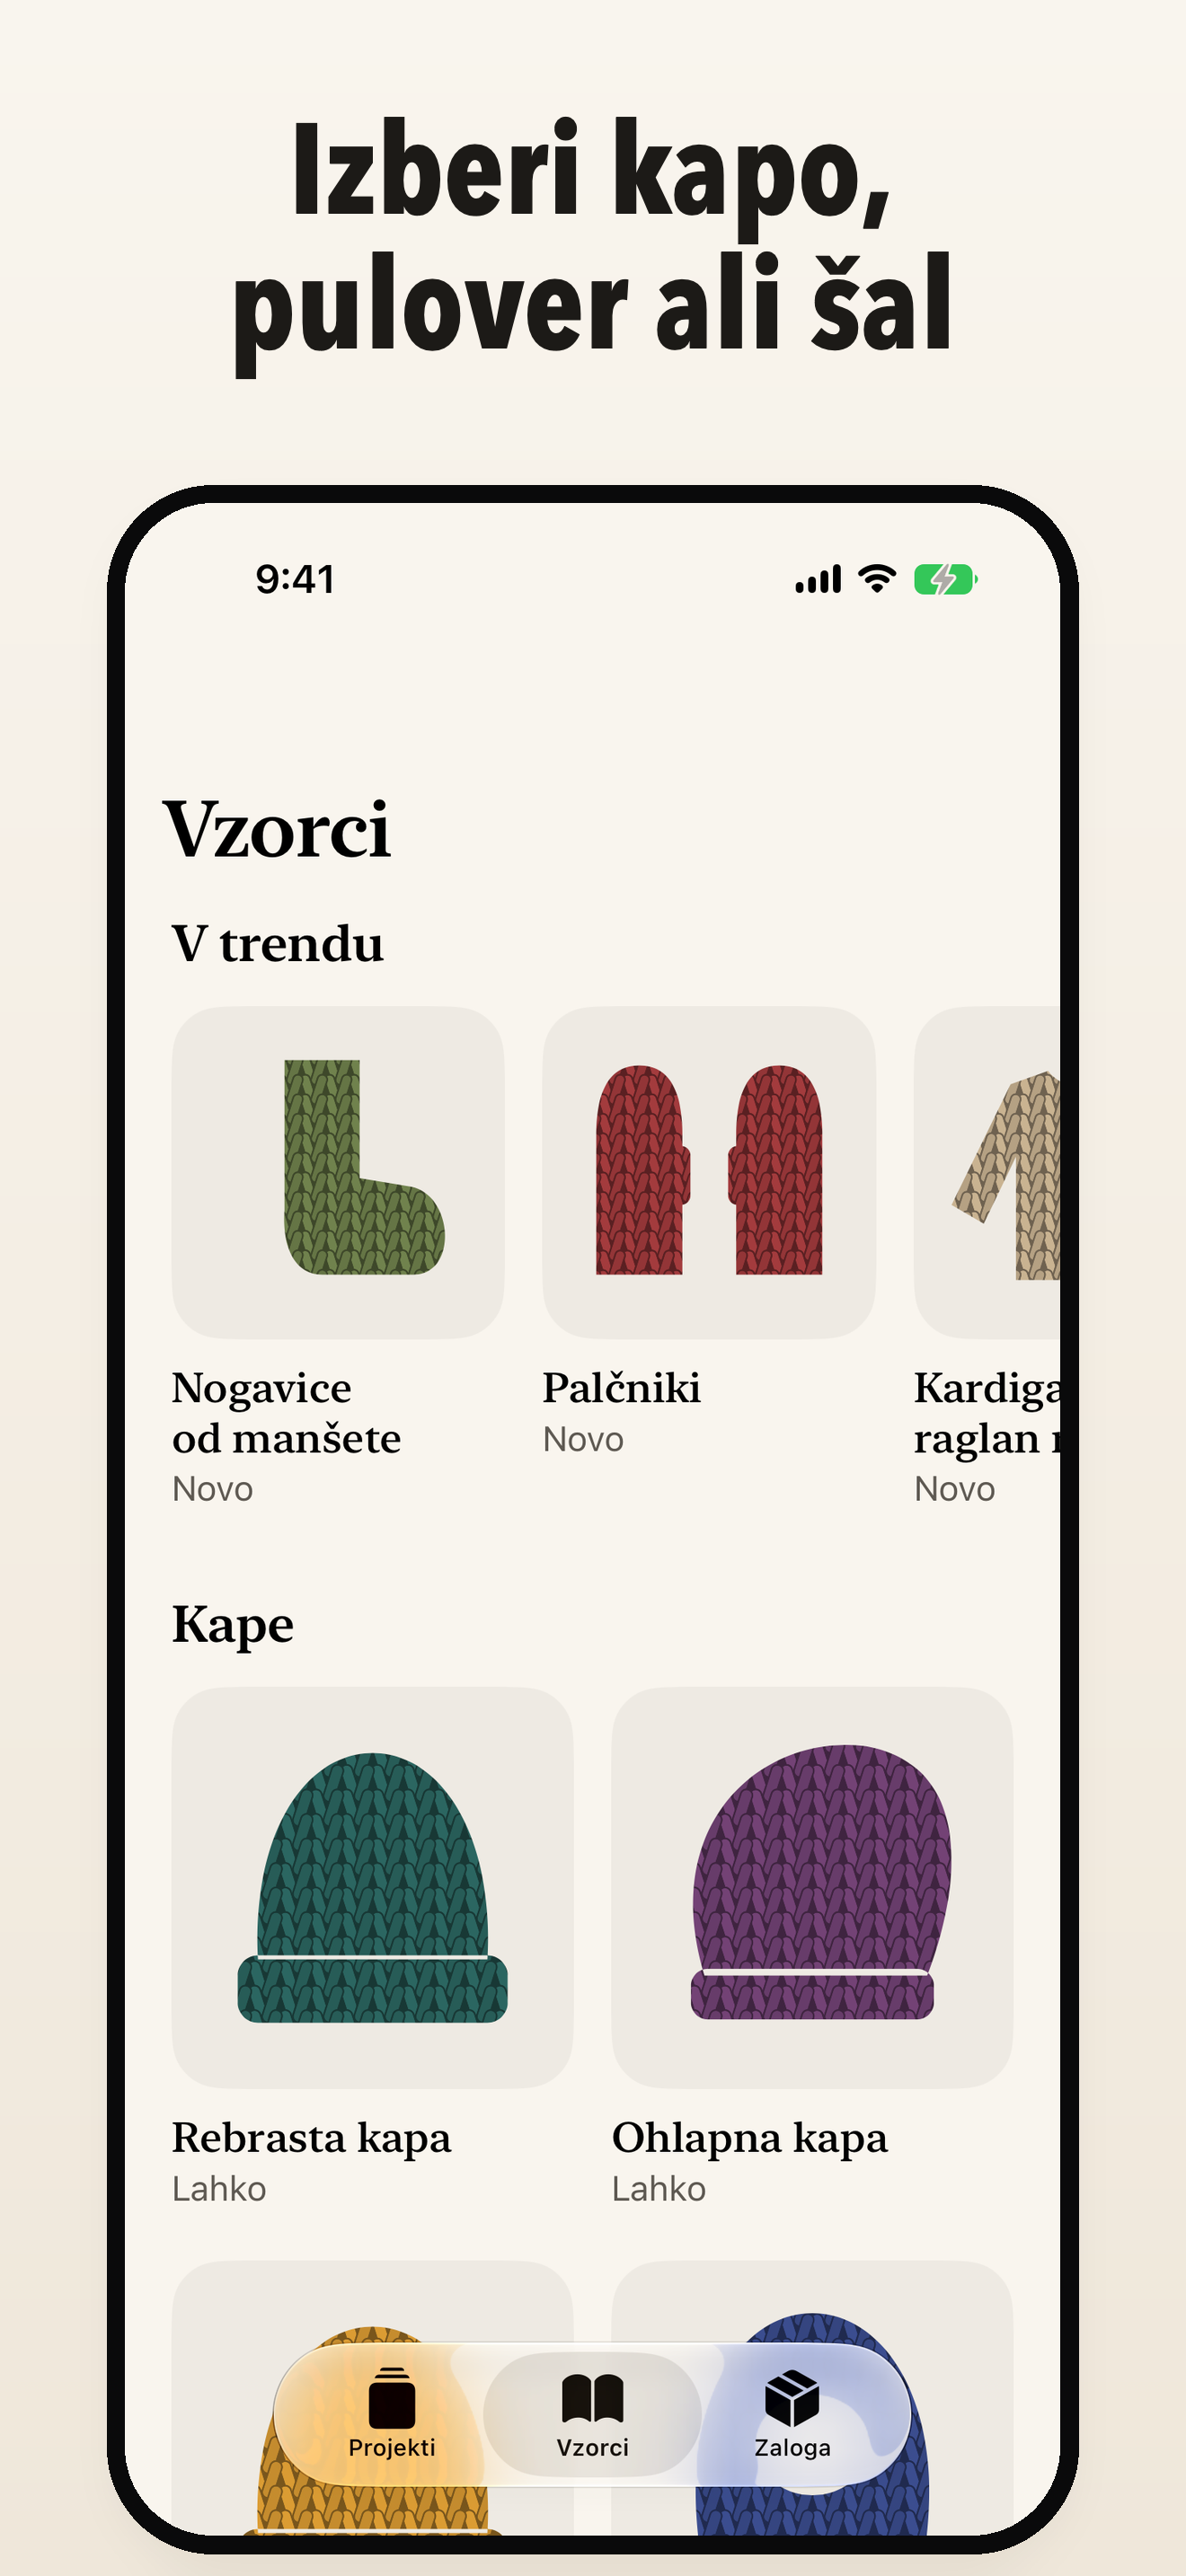 Izberi kapo,
pulover ali šal
9:41
Vzorci
V trendu
Nogavice
od manšete
Novo
Palčniki
Novo
raglan
Novo
Kape
Rebrasta kapa
Lahko
Ohlapna kapa
Lahko
Projekti
Vzorci
Zaloga